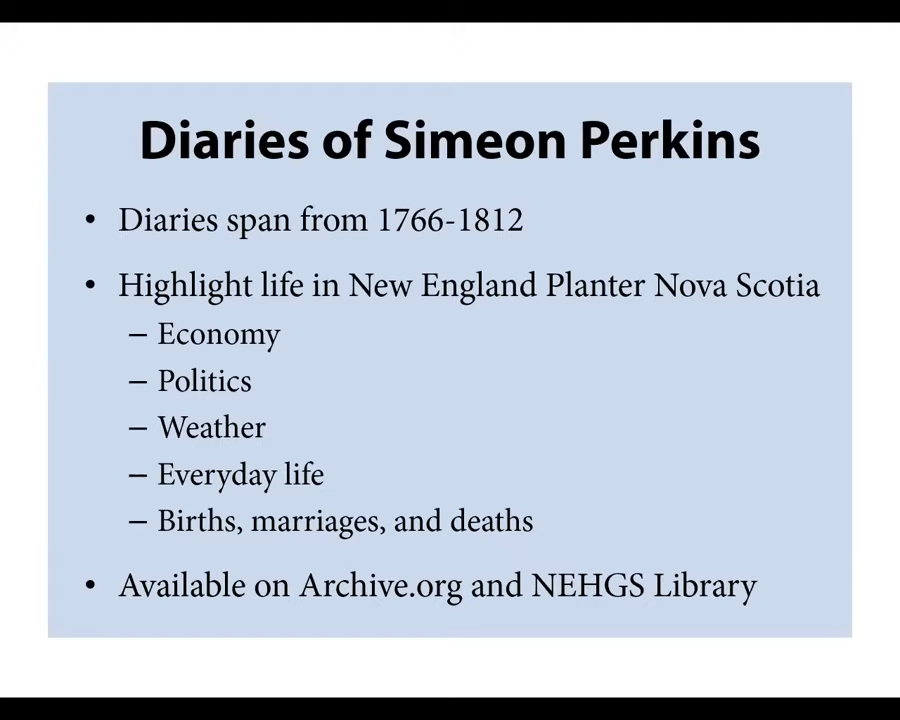 Diaries of Simeon Perkins
• Diaries span from 1766-1812
• Highlight life in New England Planter Nova Scotia
– Economy
– Politics
– Weather
– Everyday life
– Births, marriages, and deaths
• Available on Archive.org and NEHGS Library